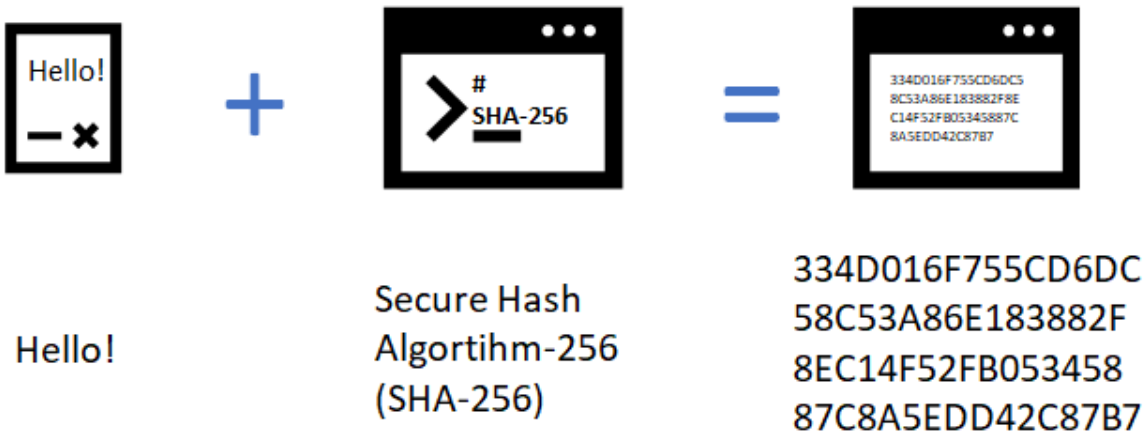 Hello!
#
SHA-256
334D016F755CD6DC5
8C53A86E183882F8E
C14F52FB05345887C
8A5EDD42C87B7
Hello!
Secure Hash
Algortihm-256
(SHA-256)
334D016F755CD6DC
58C53A86E183882F
8EC14F52FB053458
87C8A5EDD42C87B7